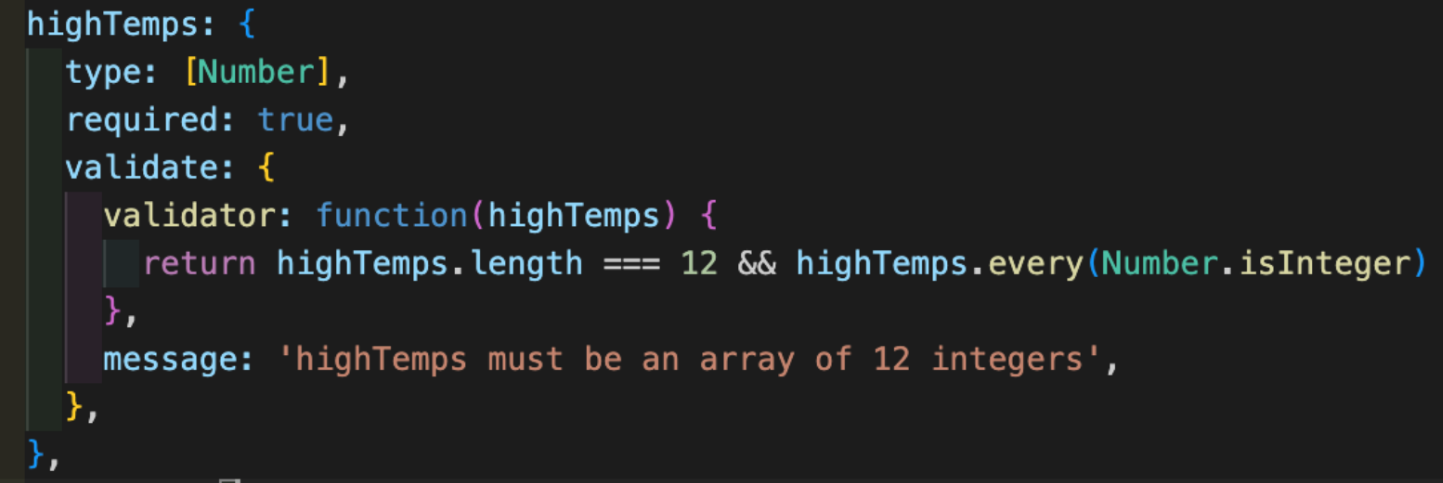 highTemps: {
type: [Number],
required: true,
validate: {
validator: function(highTemps) {
return highTemps.length === 12 && highTemps.every(Number.isInteger)
},
message: 'highTemps must be an array of 12 integers',
},
},